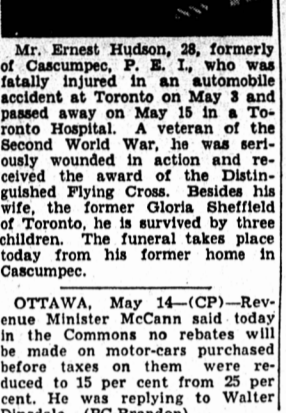 Mr. Ernest Hudson, 28, formerly
of Cascumpec, P. E. I., who was
fatally injured in an automobile
accident at Toronto on May 3 and
passed away on May 15 in a To-
ronto Hospital. A veteran of the
Second World War, he was seri-
ously wounded in action and re-
ceived the award of the Distin-
guished Flying Cross. Besides his
wife, the former Gloria Sheffield
of Toronto, he is survived by three
children. The funeral takes place
today from his former home in
Cascumpec.
OTTAWA, May 14—(CP)—Rev-
enue Minister McCann said today
in the Commons no rebates will
be made on motor-cars purchased
before taxes on them were re-
duced to 15 per cent from 25 per
cent. He was replying to Walter